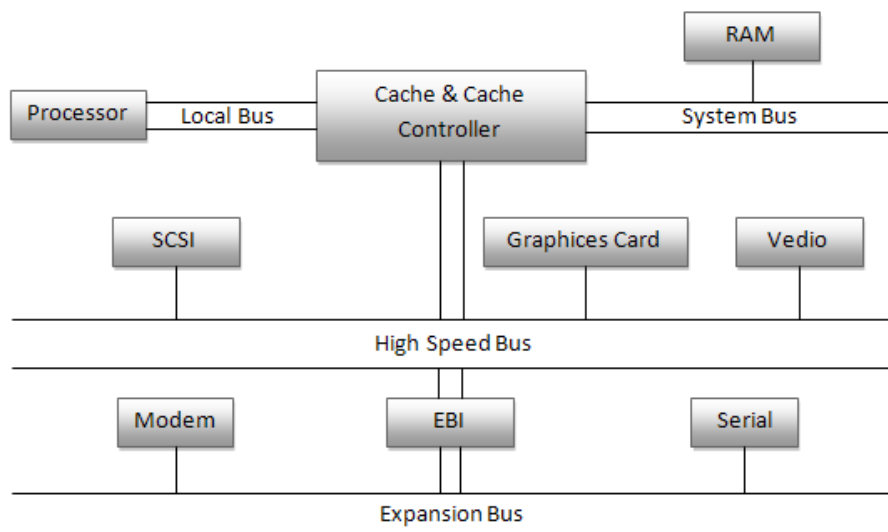 RAM
Processor
Local Bus
Cache & Cache
Controller
System Bus
SCSI
Graphices Card
Vedio
High Speed Bus
Modem
EBI
Serial
Expansion Bus